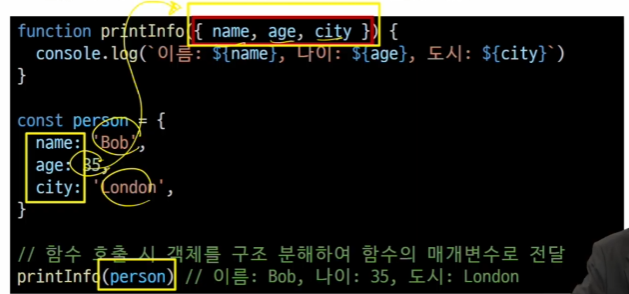 function printInfo({ name, age, city }) {
  console.log(`이름: ${name}, 나이: ${age}, 도시: ${city}`)
}
const person = {
  name: 'Bob',
  age: 35,
  city: 'London',
}
// 함수 호출 시 객체를 구조 분해하여 함수의 매개변수로 전달
printInfo(person) // 이름: Bob, 나이: 35, 도시: London